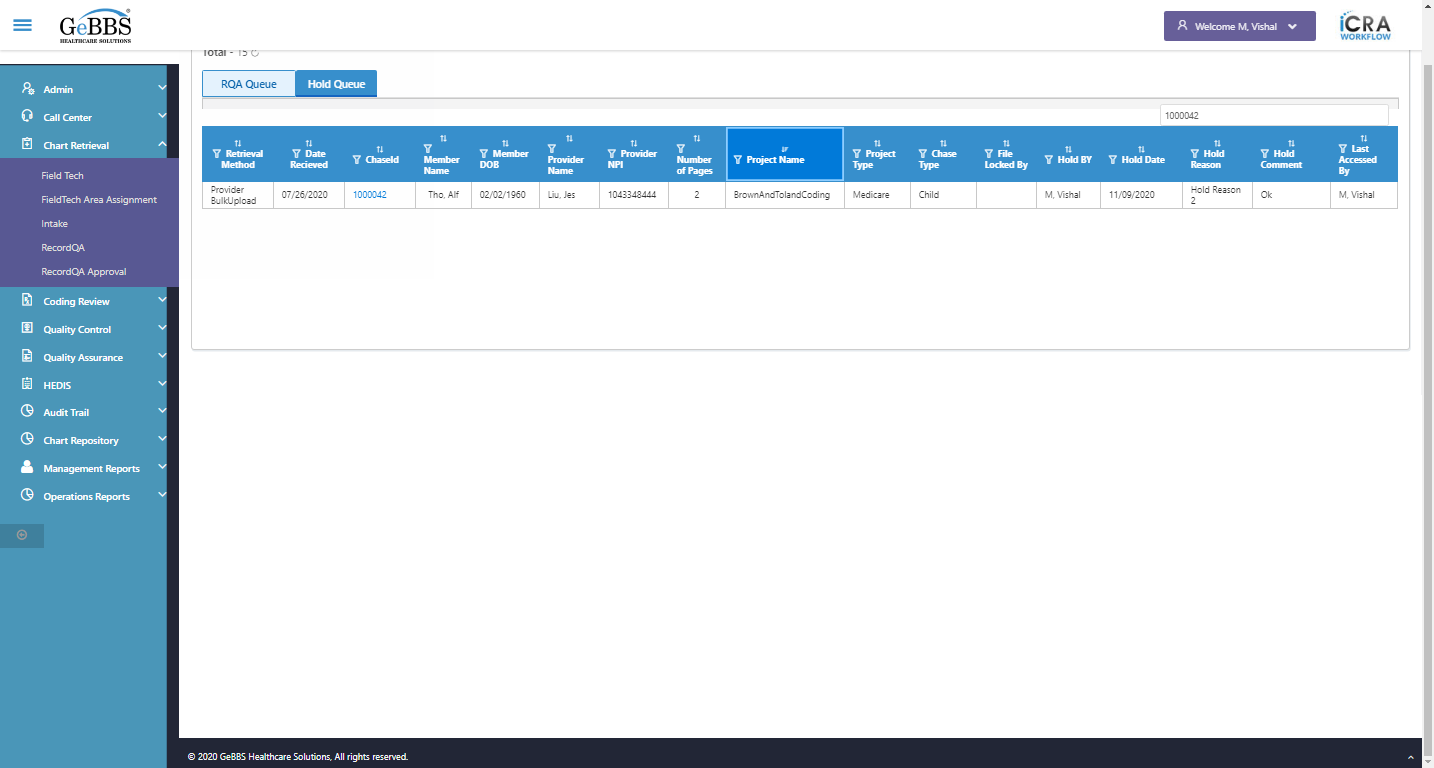 GeBBS
HEALTHCARE SOLUTIONS
Welcome M, Vishal
iCRA
WORKFLOW
Total - 15
RQA Queue
Hold Queue
1000042
Admin
Call Center
Chart Retrieval
Field Tech
FieldTech Area Assignment
Intake
RecordQA
RecordQA Approval
Coding Review
Quality Control
Quality Assurance
HEDIS
Audit Trail
Chart Repository
Management Reports
Operations Reports
Retrieval
Method
Date
Recieved
ChaseId
Member
Name
Member
DOB
Provider
Name
Provider
NPI
Number
of Pages
Project Name
Project
Type
Chase
Type
File
Locked By
Hold BY
Hold Date
Hold
Reason
Hold
Comment
Last
Accessed
By
Provider
BulkUpload
07/26/2020
1000042
Tho, Alf
02/02/1960
Liu, Jes
1043348444
2
BrownAndTolandCoding
Medicare
Child
M, Vishal
11/09/2020
Hold Reason
2
Ok
M, Vishal
© 2020 GeBBS Healthcare Solutions, All rights reserved.